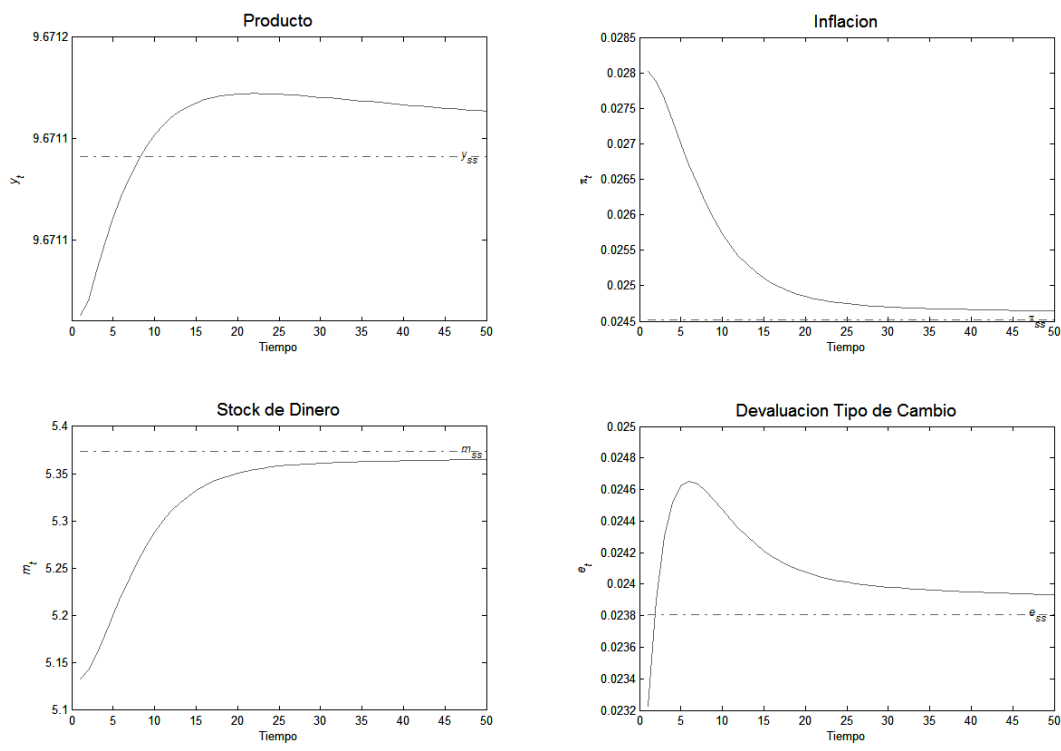 Producto
9.6712
9.6711
9.6711
y_t
y_ss
0 5 10 15 20 25 30 35 40 45 50
Tiempo
Inflacion
0.0285
0.028
0.0275
0.027
0.0265
0.026
0.0255
0.025
0.0245
π_t
π_ss
0 5 10 15 20 25 30 35 40 45 50
Tiempo
Stock de Dinero
5.4
5.35
5.3
5.25
5.2
5.15
5.1
m_t
m_ss
0 5 10 15 20 25 30 35 40 45 50
Tiempo
Devaluacion Tipo de Cambio
0.025
0.0248
0.0246
0.0244
0.0242
0.024
0.0238
0.0236
0.0234
0.0232
e_t
e_ss
0 5 10 15 20 25 30 35 40 45 50
Tiempo